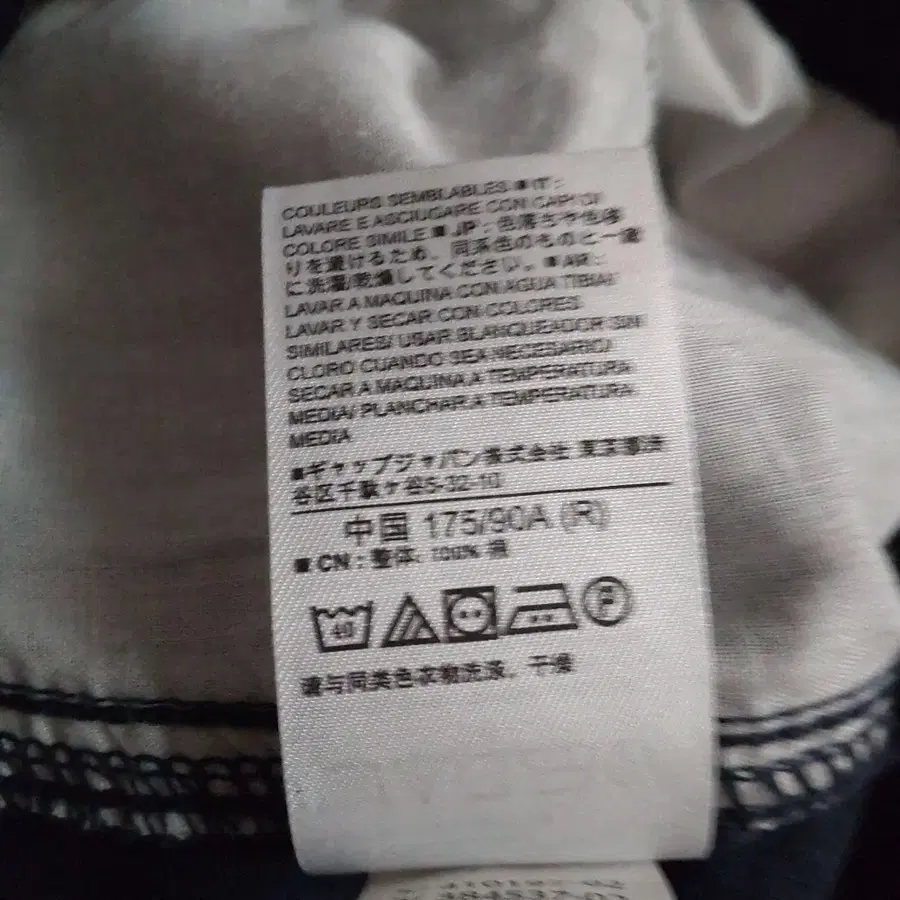 COULEURS SEMBLABLES ■ IT:
LAVARE E ASCIUGARE CON CAPI DI
COLORE SIMILE ■ JP : 色落ちや色移
りを避けるため、同系色のものと一緒
に洗濯/乾燥してください。 ■ AR :
LAVAR A MAQUINA CON AGUA TIBIA/
LAVAR Y SECAR CON COLORES
SIMILARES/ USAR BLANQUEADOR SIN
CLORO CUANDO SEA NECESARIO/
SECAR A MAQUINA A TEMPERATURA
MEDIA/ PLANCHAR A TEMPERATURA
MEDIA
■ギャップジャパン株式会社 東京都渋
谷区千駄ヶ谷5-32-10
中国 175/90A (R)
■ CN : 整体 100% 棉
40 P
请与同类色衣物洗涤、干燥